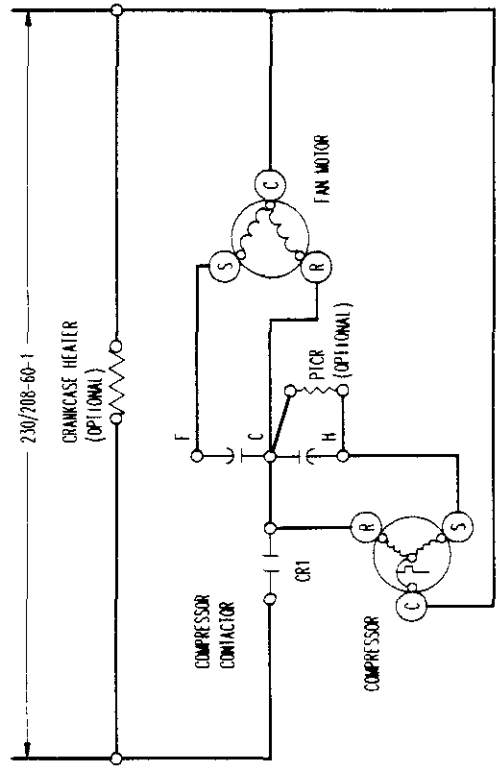 230/208-60-1
CRANKCASE HEATER
(OPTIONAL)
F
S
C
FAN MOTOR
R
C
PTCR
(OPTIONAL)
H
COMPRESSOR
CONTACTOR
CR1
R
S
C
COMPRESSOR